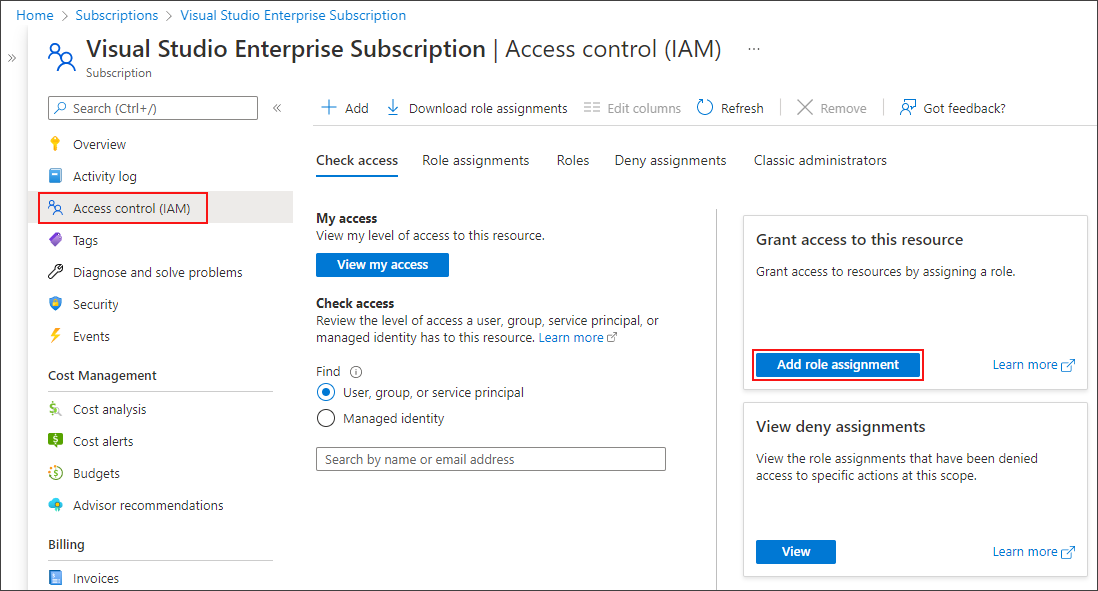 Home > Subscriptions > Visual Studio Enterprise Subscription
Visual Studio Enterprise Subscription | Access control (IAM) ...
Subscription
Search (Ctrl+/)
Overview
Activity log
Access control (IAM)
Tags
Diagnose and solve problems
Security
Events
Cost Management
Cost analysis
Cost alerts
Budgets
Advisor recommendations
Billing
Invoices
Add
Download role assignments
Edit columns
Refresh
Remove
Got feedback?
Check access
Role assignments
Roles
Deny assignments
Classic administrators
My access
View my level of access to this resource.
View my access
Check access
Review the level of access a user, group, service principal, or
managed identity has to this resource. Learn more
Find
User, group, or service principal
Managed identity
Search by name or email address
Grant access to this resource
Grant access to resources by assigning a role.
Add role assignment
Learn more
View deny assignments
View the role assignments that have been denied
access to specific actions at this scope.
View
Learn more